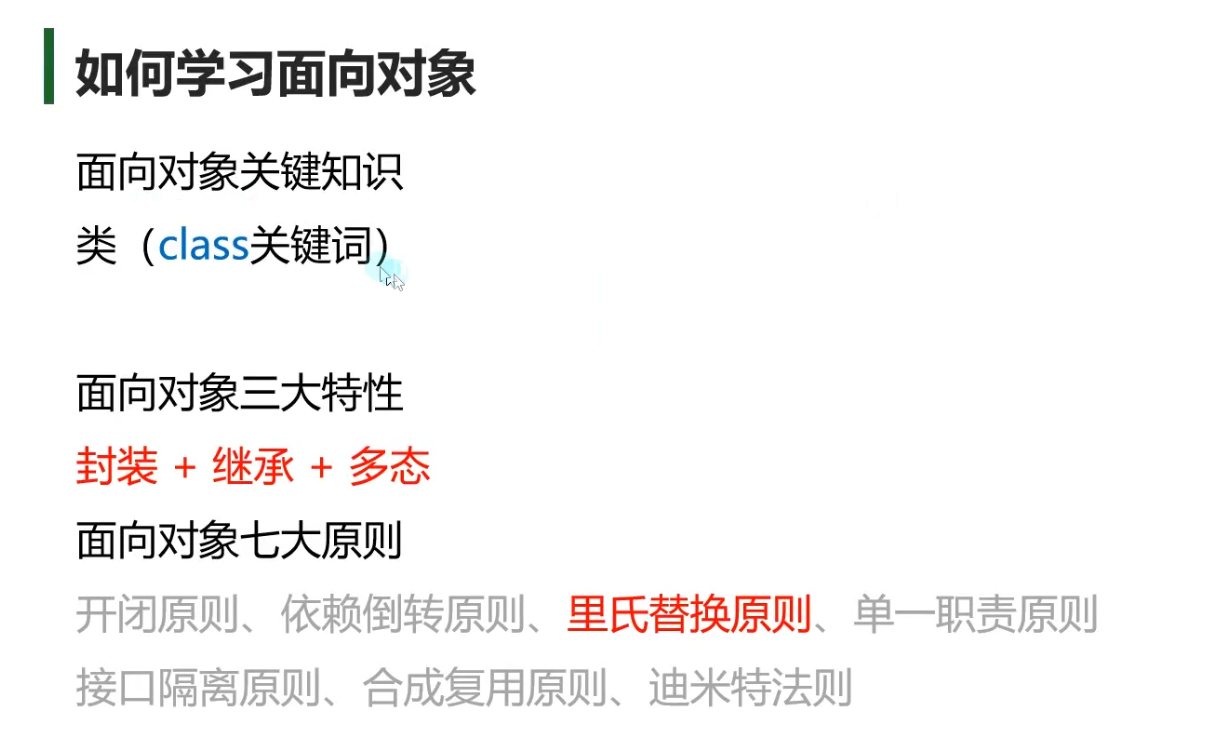 如何学习面向对象
面向对象关键知识
类（class关键词）
面向对象三大特性
封装 + 继承 + 多态
面向对象七大原则
开闭原则、依赖倒转原则、里氏替换原则、单一职责原则
接口隔离原则、合成复用原则、迪米特法则